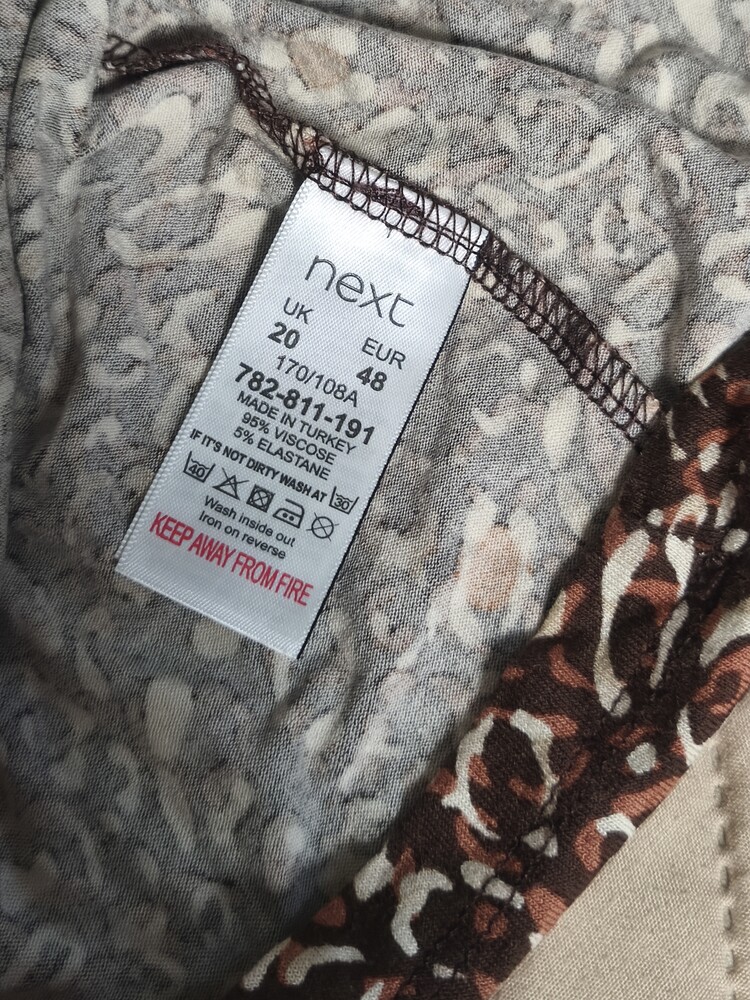 next
UK EUR
20 48
170/108A
782-811-191
MADE IN TURKEY
95% VISCOSE
5% ELASTANE
IF IT'S NOT DIRTY WASH AT 30
40
Wash inside out
Iron on reverse
KEEP AWAY FROM FIRE